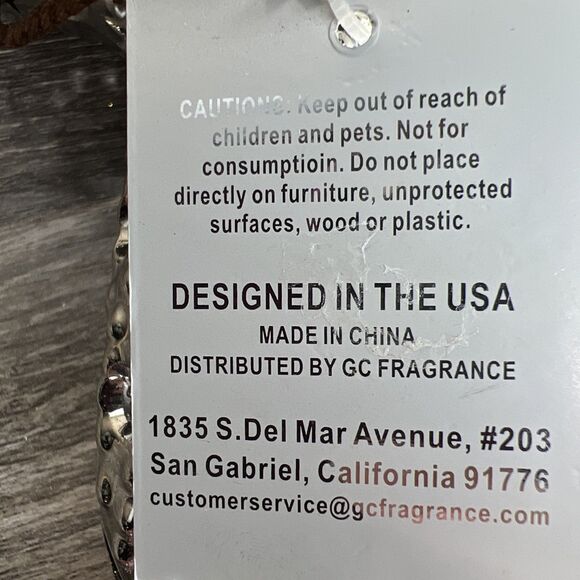 CAUTIONS: Keep out of reach of
children and pets. Not for
consumptioin. Do not place
directly on furniture, unprotected
surfaces, wood or plastic.
DESIGNED IN THE USA
MADE IN CHINA
DISTRIBUTED BY GC FRAGRANCE
1835 S.Del Mar Avenue, #203
San Gabriel, California 91776
customerservice@gcfragrance.com